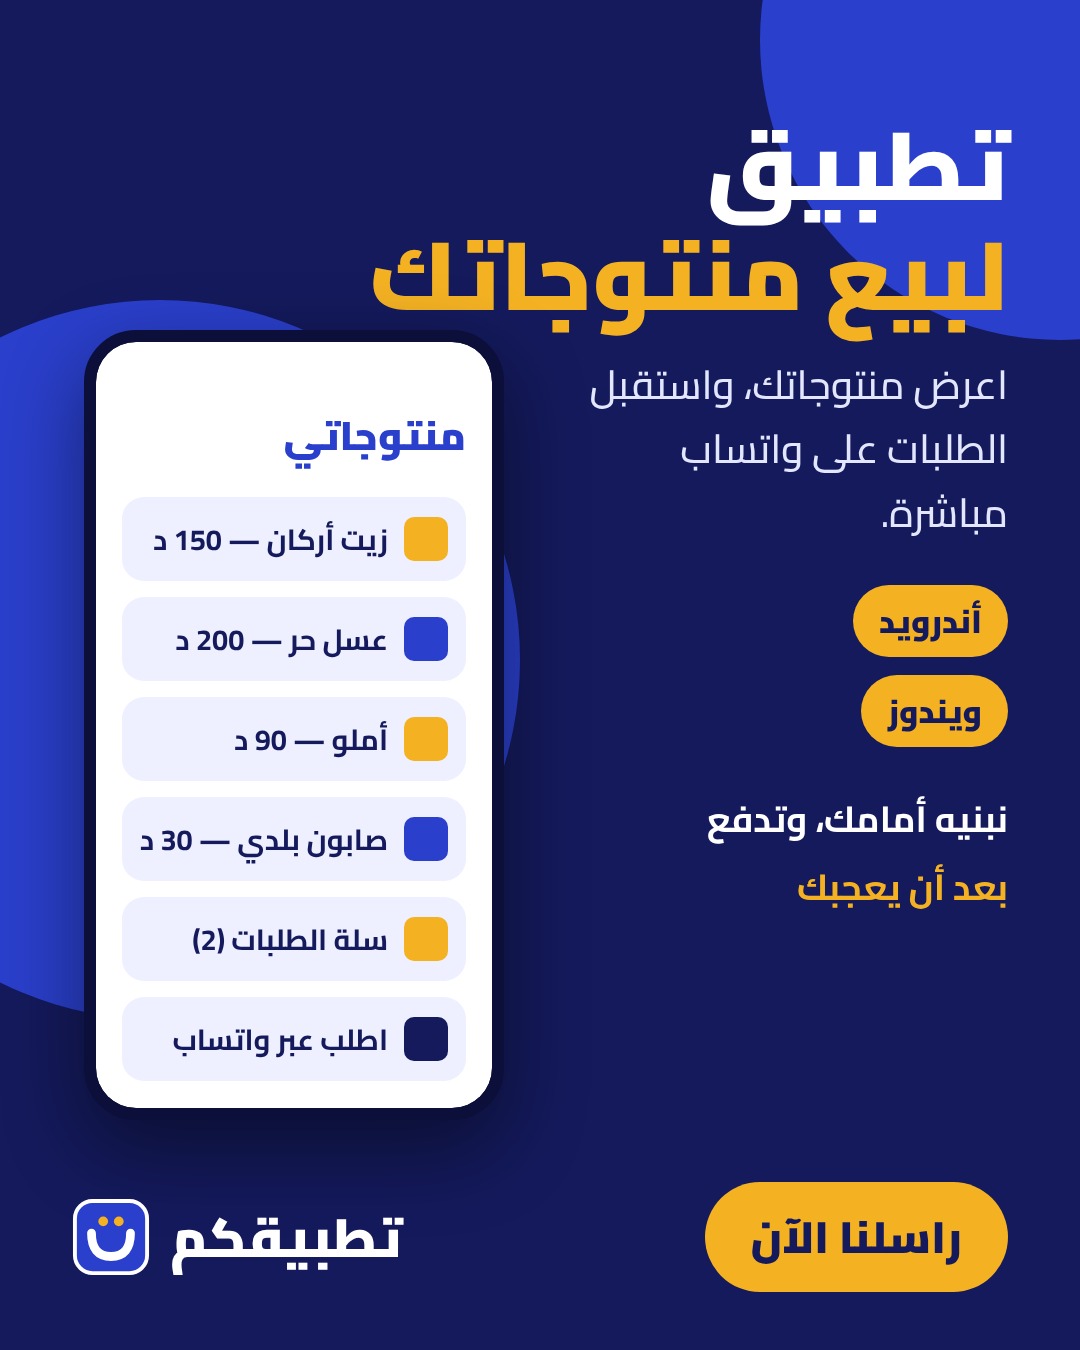 تطبيق
لبيع منتوجاتك
اعرض منتوجاتك، واستقبل
الطلبات على واتساب
مباشرة.
أندرويد
ويندوز
نبنيه أمامك، وتدفع
بعد أن يعجبك
منتوجاتي
زيت أركان — 150 د
عسل حر — 200 د
أملو — 90 د
صابون بلدي — 30 د
سلة الطلبات (2)
اطلب عبر واتساب
راسلنا الآن
تطبيقكم